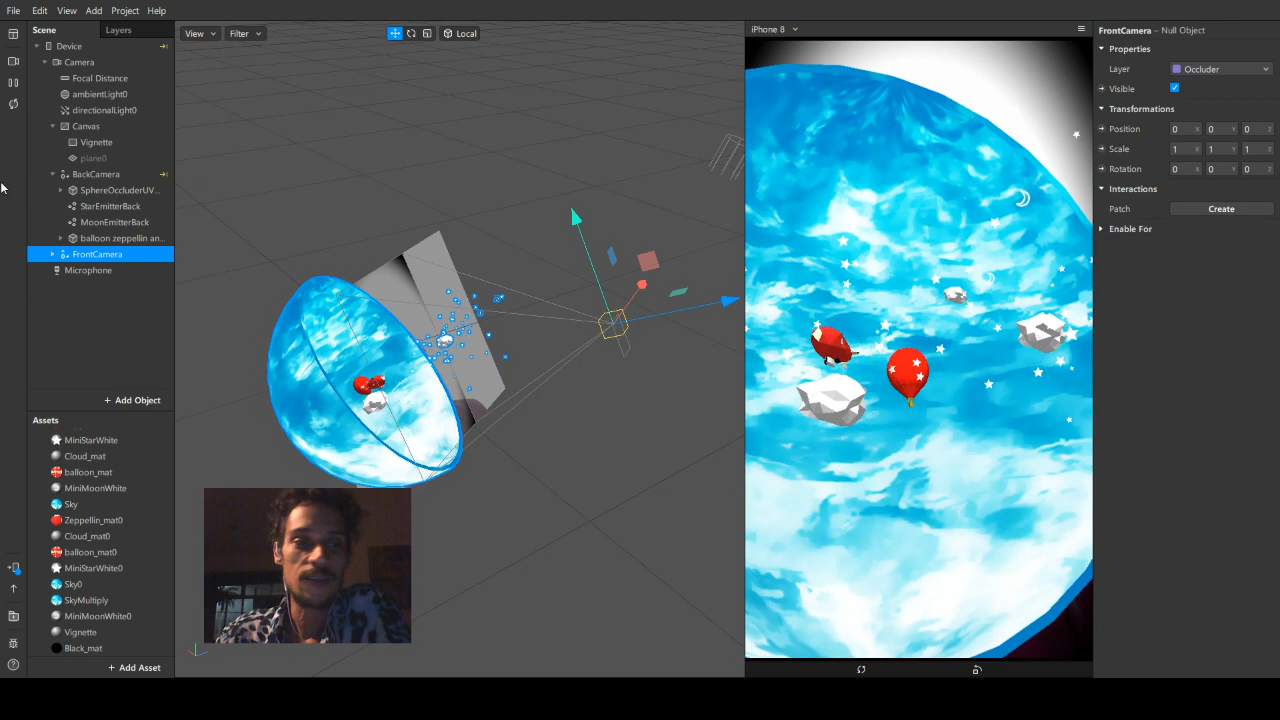 File Edit View Add Project Help
Scene Layers
Device
Camera
Focal Distance
ambientLight0
directionalLight0
Canvas
Vignette
plane0
BackCamera
SphereOccluderUV...
StarEmitterBack
MoonEmitterBack
balloon zeppellin an...
FrontCamera
Microphone
+ Add Object
Assets
MiniStarWhite
Cloud_mat
balloon_mat
MiniMoonWhite
Sky
Zeppellin_mat0
Cloud_mat0
balloon_mat0
MiniStarWhite0
Sky0
SkyMultiply
MiniMoonWhite0
Vignette
Black_mat
+ Add Asset
View Filter Local
iPhone 8
FrontCamera – Null Object
Properties
Layer Occluder
Visible
Transformations
Position 0 X 0 Y 0 Z
Scale 1 X 1 Y 1 Z
Rotation 0 X 0 Y 0 Z
Interactions
Patch Create
Enable For